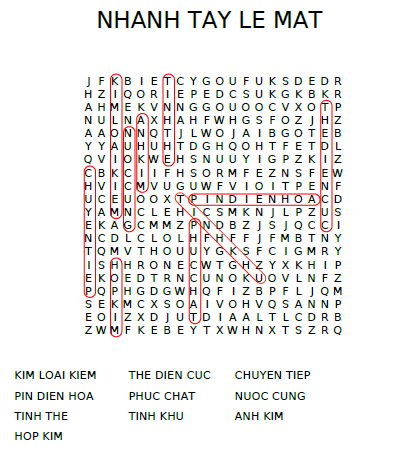 NHANH TAY LE MAT
J F K B I E T C Y G O U F U K S D E D R
H Z I Q O R I E P E D C S U K G K B K R
A H M E K V N N G G O U O O C V X O T P
N U L N A X H A H F W H G S F O Z J H Z
A A O N N Q T J L W O J A I B G O T E B
Y Y A U H U H T D G H Q O H T F E T D L
Q V I O K W E H S N U U Y I G P Z K I Z
C B K C I I F H S O R M F E Z N S F E W
H V I C M V U G U W F V I O I T P E N F
U C E U O O X T P I N D I E N H O A C D
Y A M N C L E H I C S M K N J L P Z U S
E K A G C M M Z P N D B Z J S J Q C C I
N C D L C L O L H F H F F J F M B T N Y
T Q M V T H O U U Y G K S F C I G M R Y
I S H H R O N E C W T G H Z Y X K H I P
E K O E D T R N C U N O K U O V L N F Z
P Q P H G D G W H Q F I Z B P F L J Q M
S E K M C X S O A I V O H V Q S A N N P
E O I Z X D J U T D I A A L T L C D R B
Z W M F K E B E Y T X W H N X T S Z R Q
KIM LOAI KIEM THE DIEN CUC CHUYEN TIEP
PIN DIEN HOA PHUC CHAT NUOC CUNG
TINH THE TINH KHU ANH KIM
HOP KIM